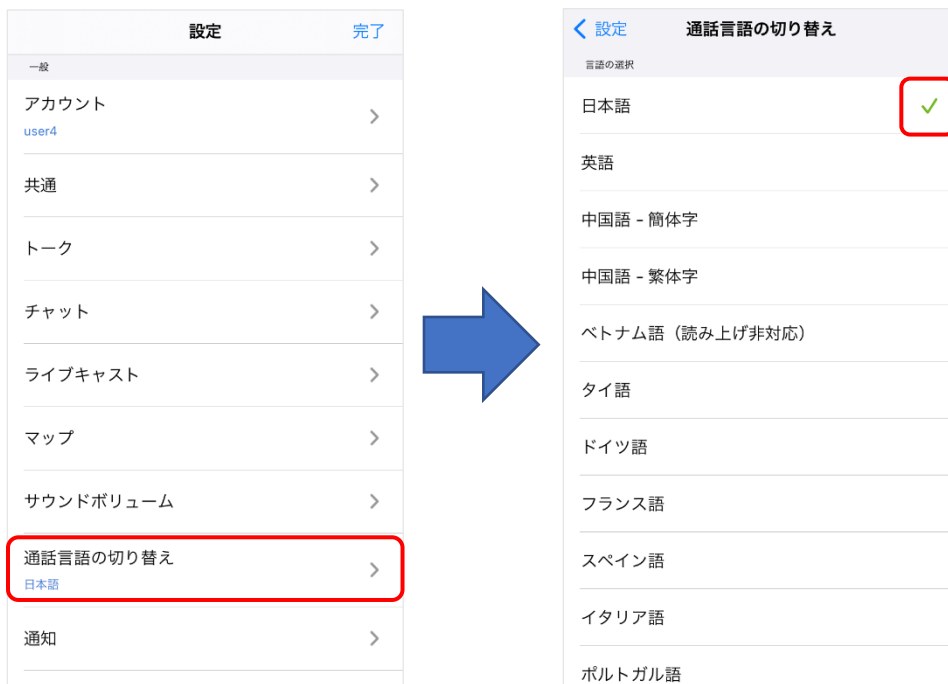 設定
完了
一般
アカウント
user4
共通
トーク
チャット
ライブキャスト
マップ
サウンドボリューム
通話言語の切り替え
日本語
通知
設定
通話言語の切り替え
言語の選択
日本語
英語
中国語 - 簡体字
中国語 - 繁体字
ベトナム語（読み上げ非対応）
タイ語
ドイツ語
フランス語
スペイン語
イタリア語
ポルトガル語